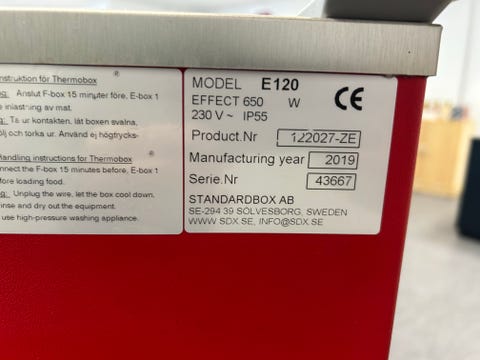 nstruktion för Thermobox ®
g: Anslut F-box 15 minuter före, E-box 1
e inlastning av mat.
g: Ta ur kontakten, låt boxen svalna,
lj och torka ur. Använd ej högtrycks-
Handling instructions for Thermobox ®
nnect the F-box 15 minutes before, E-box 1
efore loading food.
g: Unplug the wire, let the box cool down,
rinse and dry out the equipment.
use high-pressure washing appliance.
MODEL E120
EFFECT 650 W
230 V ~ IP55
CE
Product.Nr 122027-ZE
Manufacturing year 2019
Serie.Nr 43667
STANDARDBOX AB
SE-294 39 SÖLVESBORG, SWEDEN
WWW.SDX.SE, INFO@SDX.SE